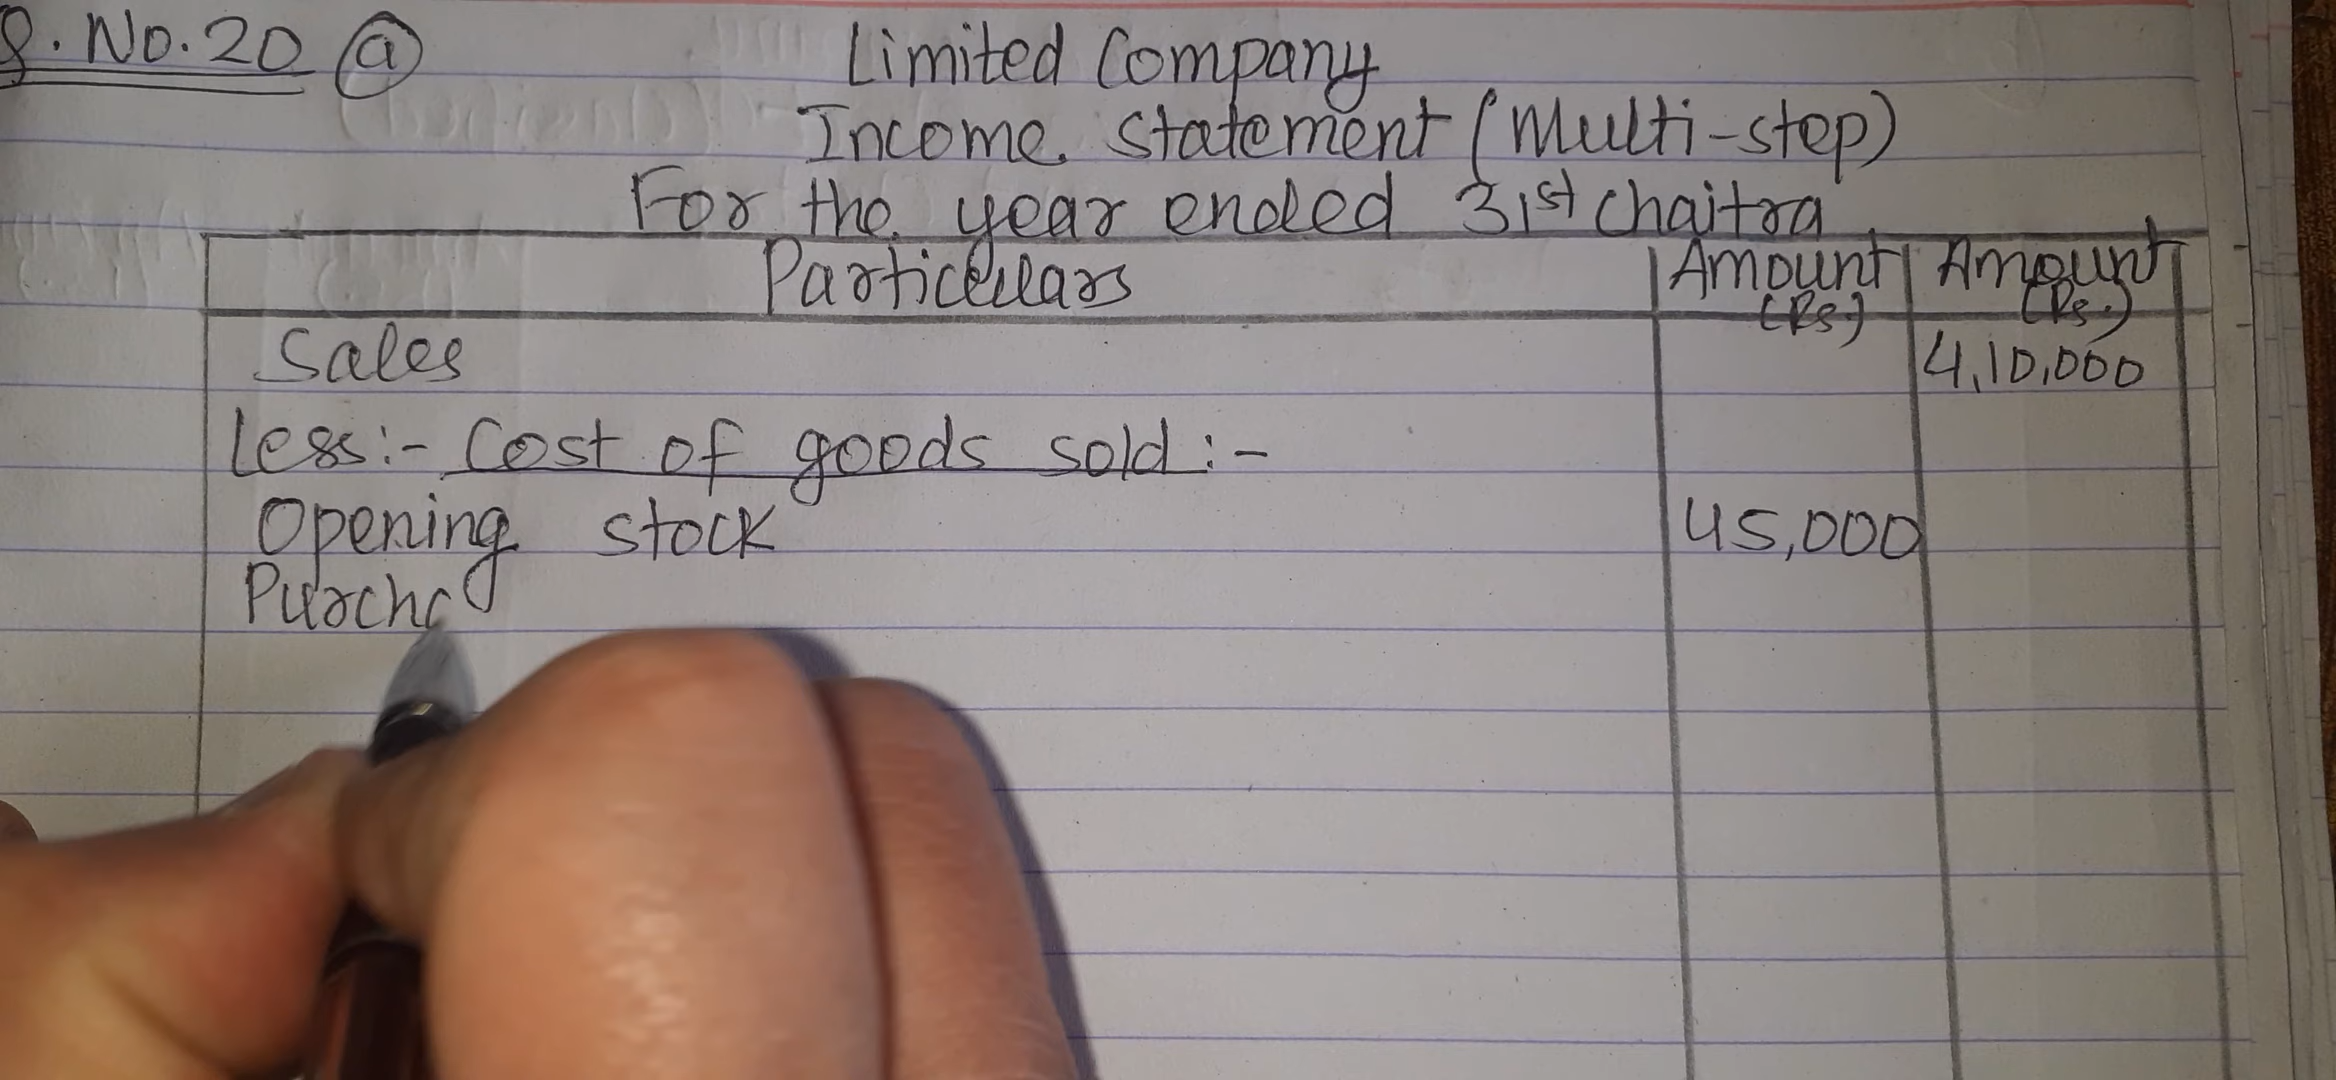 Q. No. 20 (a)
Limited Company
Income Statement (Multi-step)
For the year ended 31st Chaitra
Particulars Amount (Rs.) Amount (Rs.)
Sales 4,10,000
Less:- Cost of goods sold:-
Opening stock 45,000
Purcha